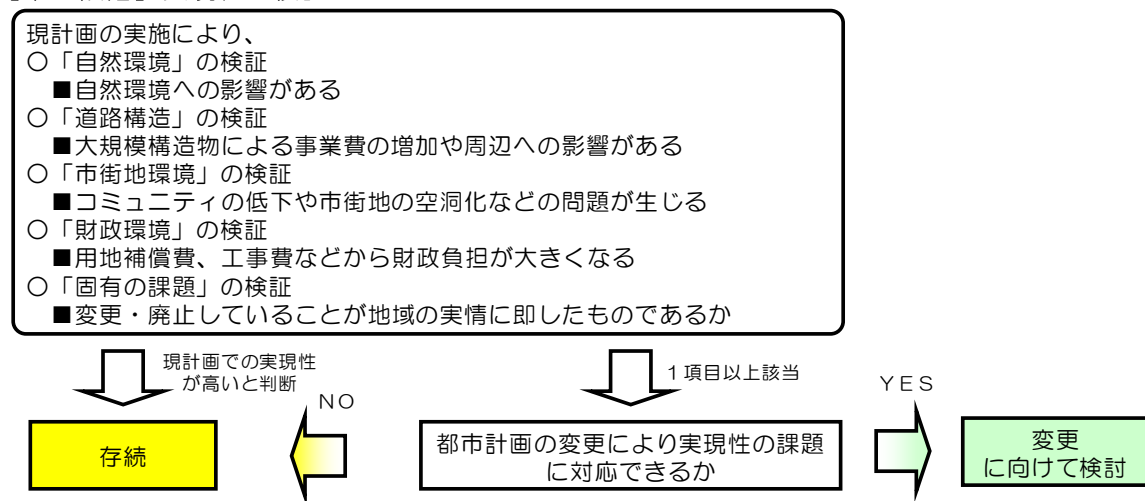 現計画の実施により、
○「自然環境」の検証
■自然環境への影響がある
○「道路構造」の検証
■大規模構造物による事業費の増加や周辺への影響がある
○「市街地環境」の検証
■コミュニティの低下や市街地の空洞化などの問題が生じる
○「財政環境」の検証
■用地補償費、工事費などから財政負担が大きくなる
○「固有の課題」の検証
■変更・廃止していることが地域の実情に即したものであるか
現計画での実現性
が高いと判断
１項目以上該当
ＮＯ
ＹＥＳ
存続
都市計画の変更により実現性の課題
に対応できるか
変更
に向けて検討